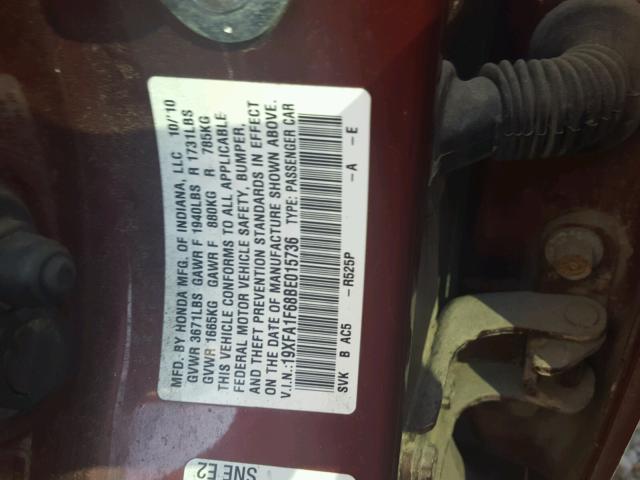 MFD. BY HONDA MFG. OF INDIANA, LLC 10/'10
GVWR 3671LBS GAWR F 1940LBS R 1731LBS
GVWR 1665KG GAWR F 880KG R 785KG
THIS VEHICLE CONFORMS TO ALL APPLICABLE
FEDERAL MOTOR VEHICLE SAFETY, BUMPER,
AND THEFT PREVENTION STANDARDS IN EFFECT
ON THE DATE OF MANUFACTURE SHOWN ABOVE.
V.I.N.:19XFA1F68BE015736 TYPE: PASSENGER CAR
SVK B AC5 -R525P -A -E
SNE E2